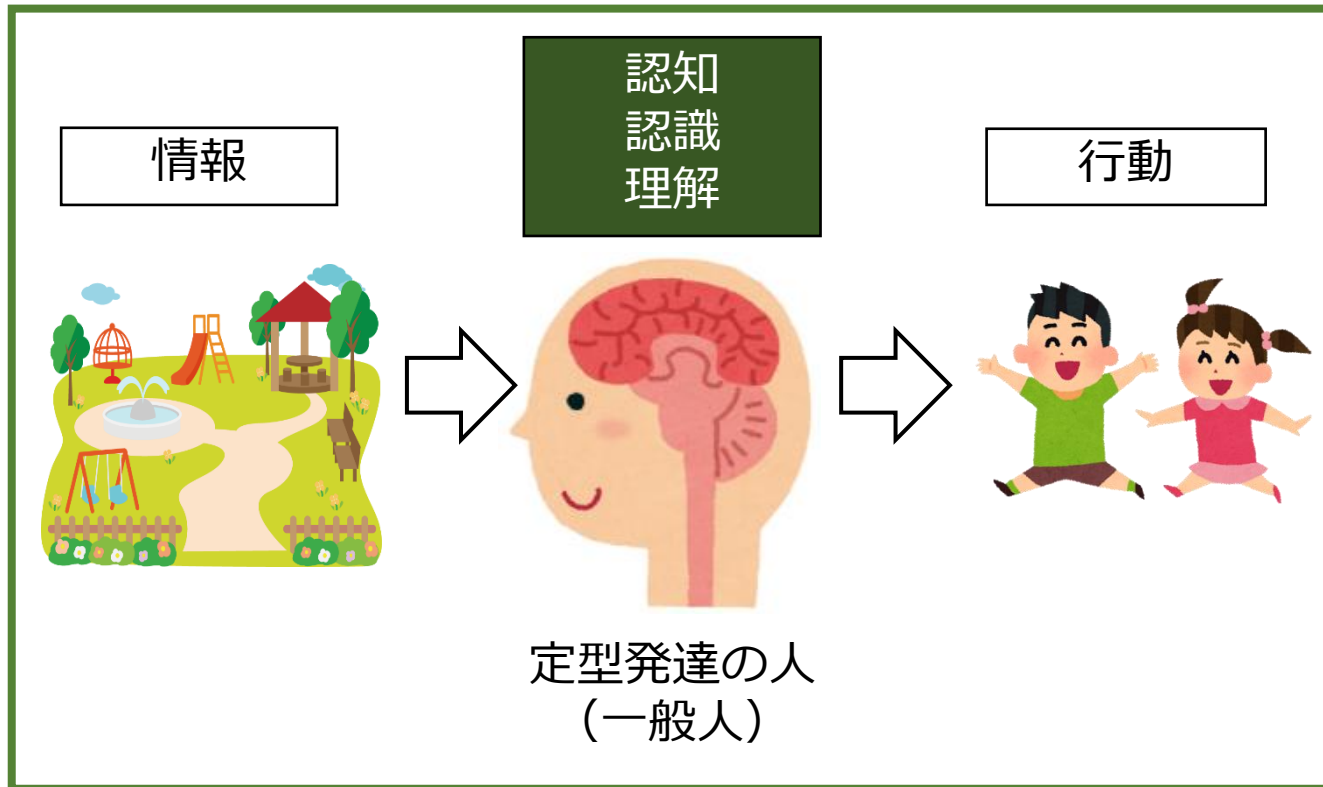 情報
認知
認識
理解
行動
定型発達の人
（一般人）